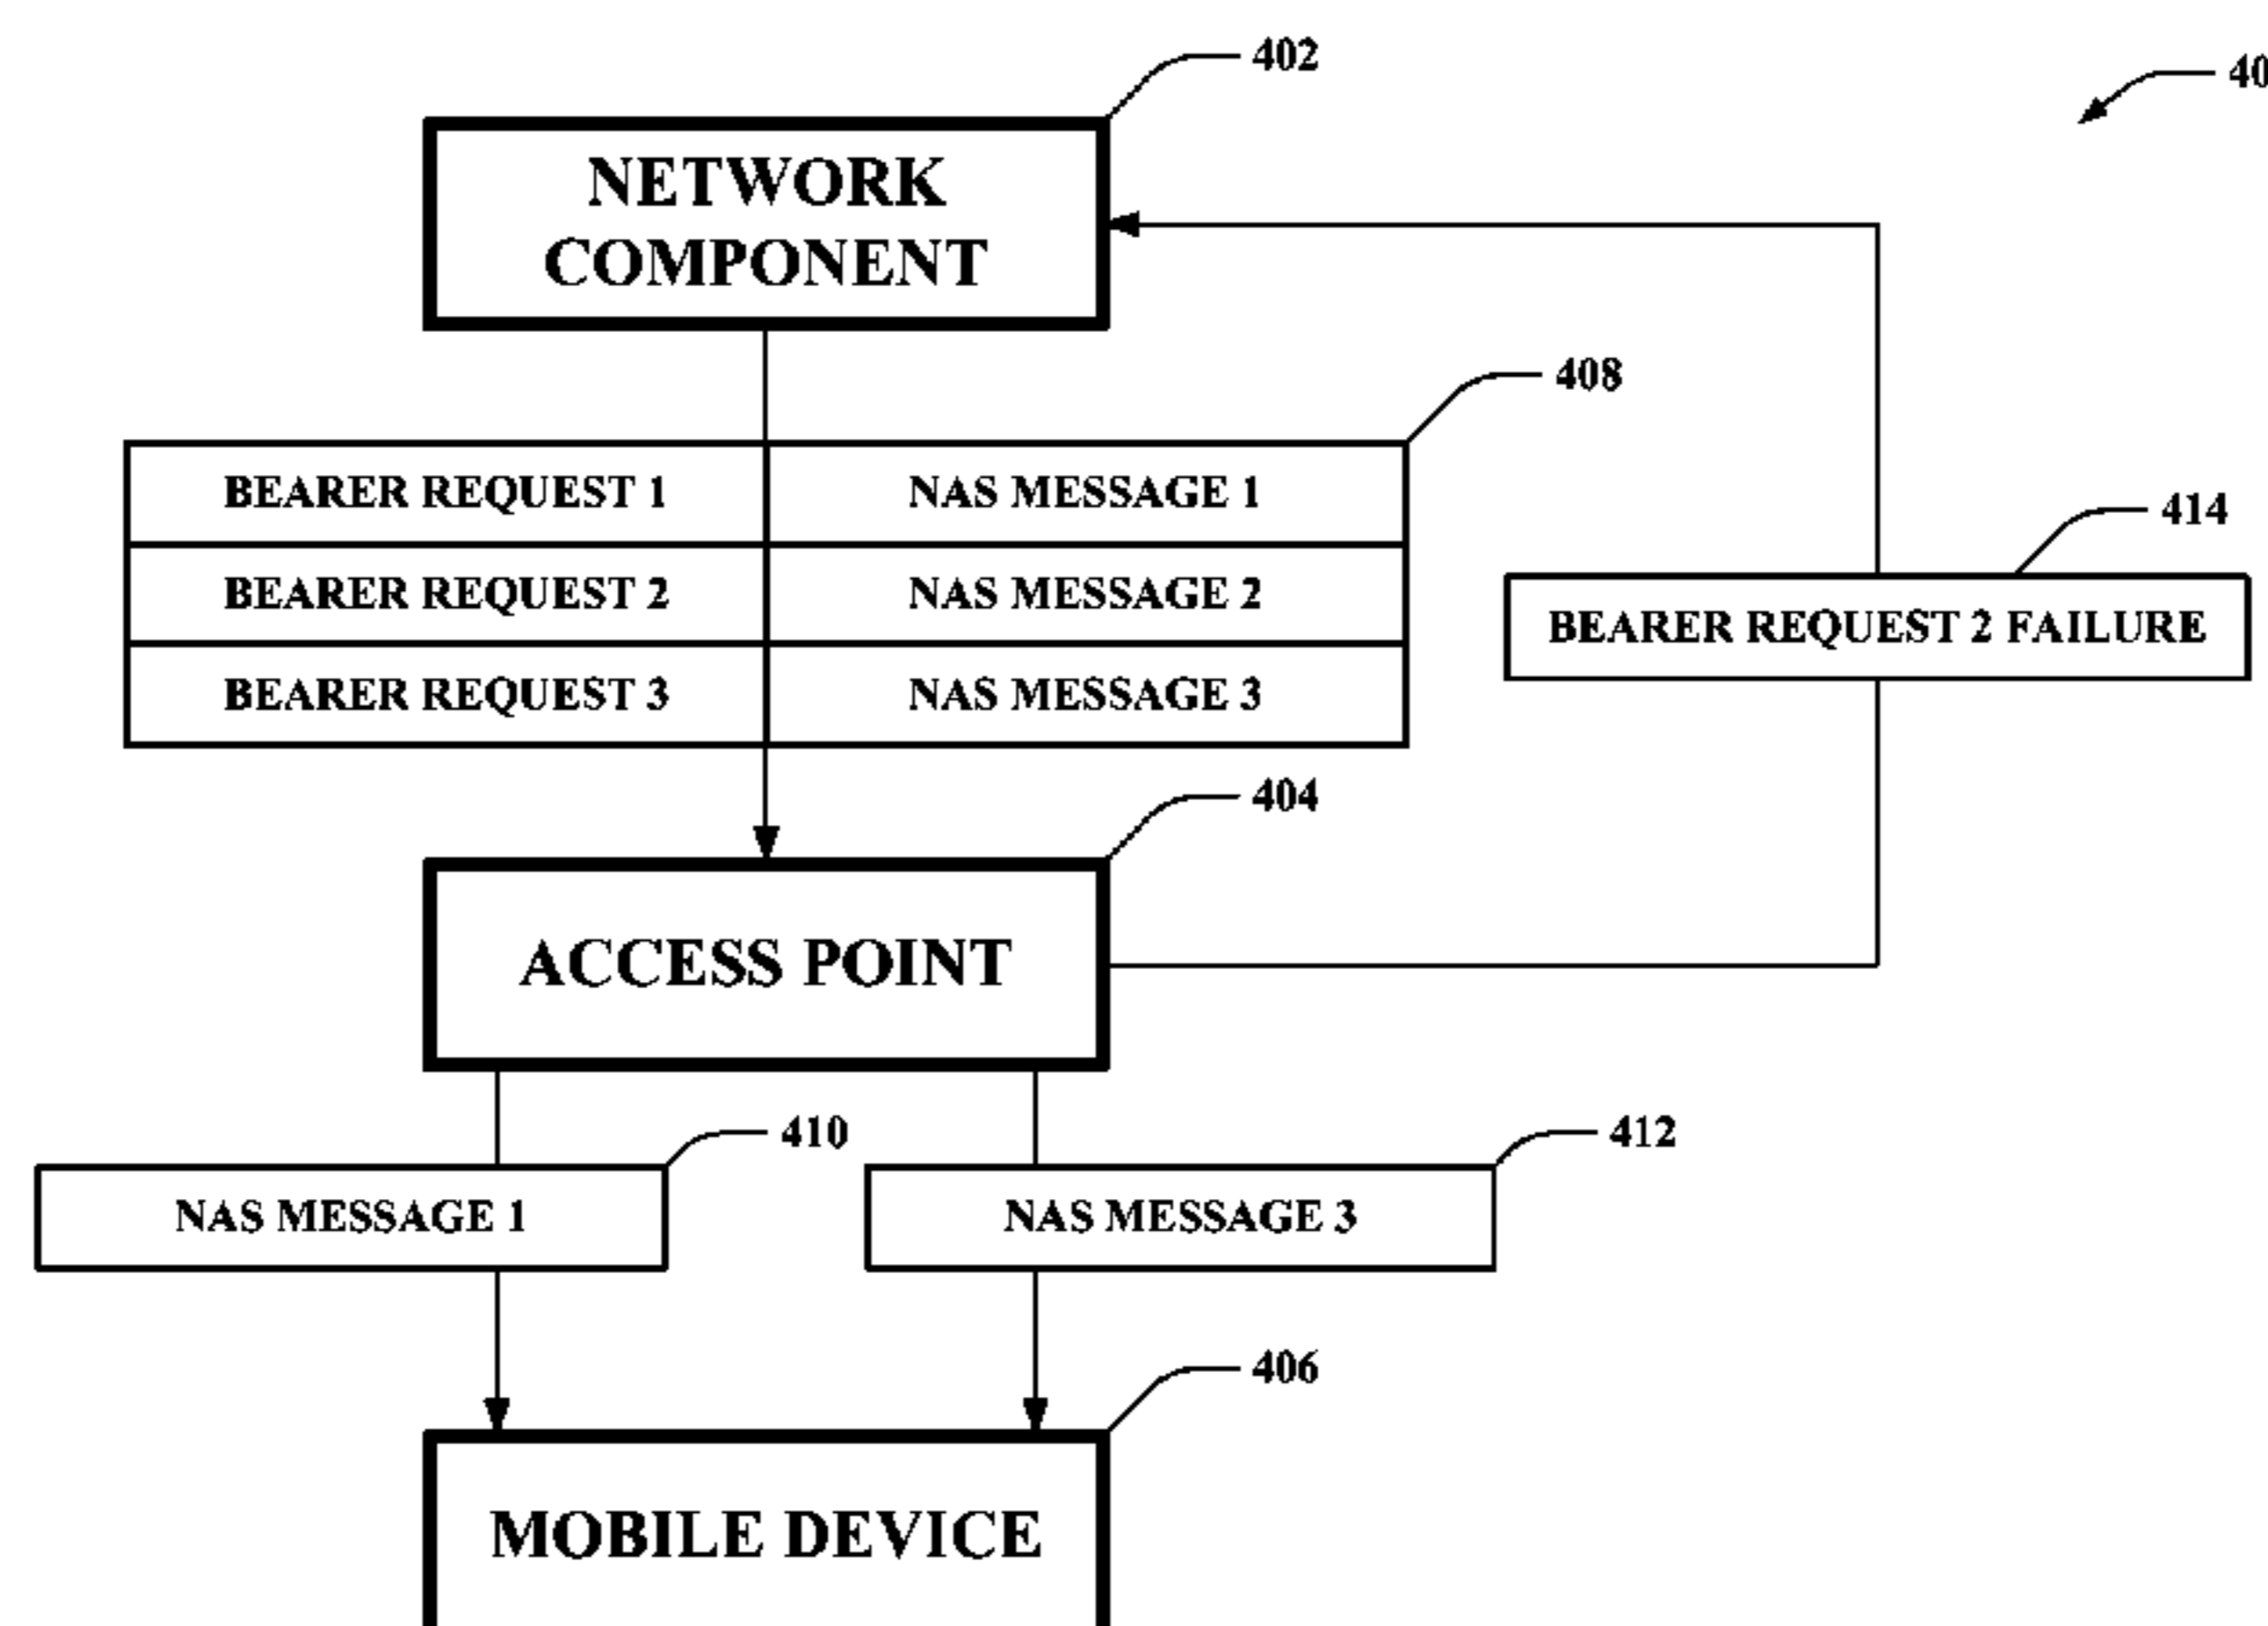 402
NETWORK
COMPONENT
408
BEARER REQUEST 1 NAS MESSAGE 1
BEARER REQUEST 2 NAS MESSAGE 2
BEARER REQUEST 3 NAS MESSAGE 3
414
BEARER REQUEST 2 FAILURE
404
ACCESS POINT
410
412
NAS MESSAGE 1
NAS MESSAGE 3
406
MOBILE DEVICE